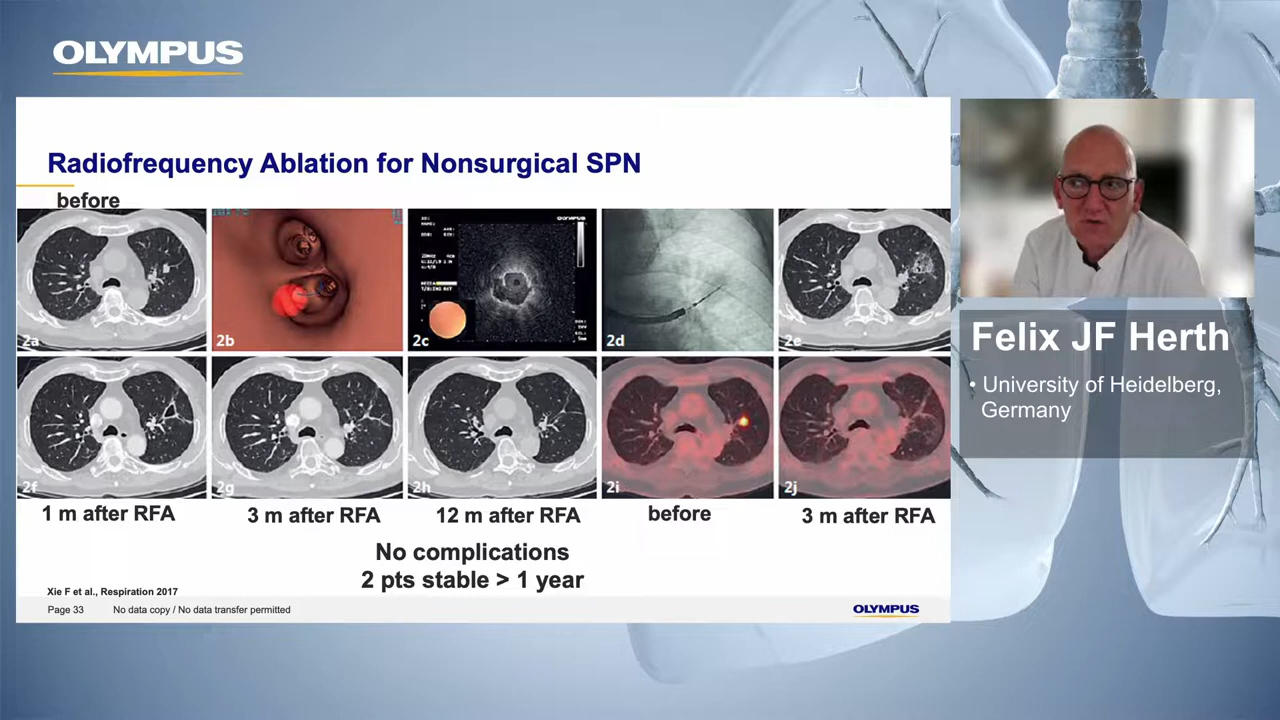 OLYMPUS
Radiofrequency Ablation for Nonsurgical SPN
before
2a
2b
OLYMPUS
2c
2d
2e
2f
2g
2h
2i
2j
1 m after RFA
3 m after RFA
12 m after RFA
before
3 m after RFA
No complications
2 pts stable > 1 year
Xie F et al., Respiration 2017
Page 33
No data copy / No data transfer permitted
OLYMPUS
Felix JF Herth
• University of Heidelberg,
Germany